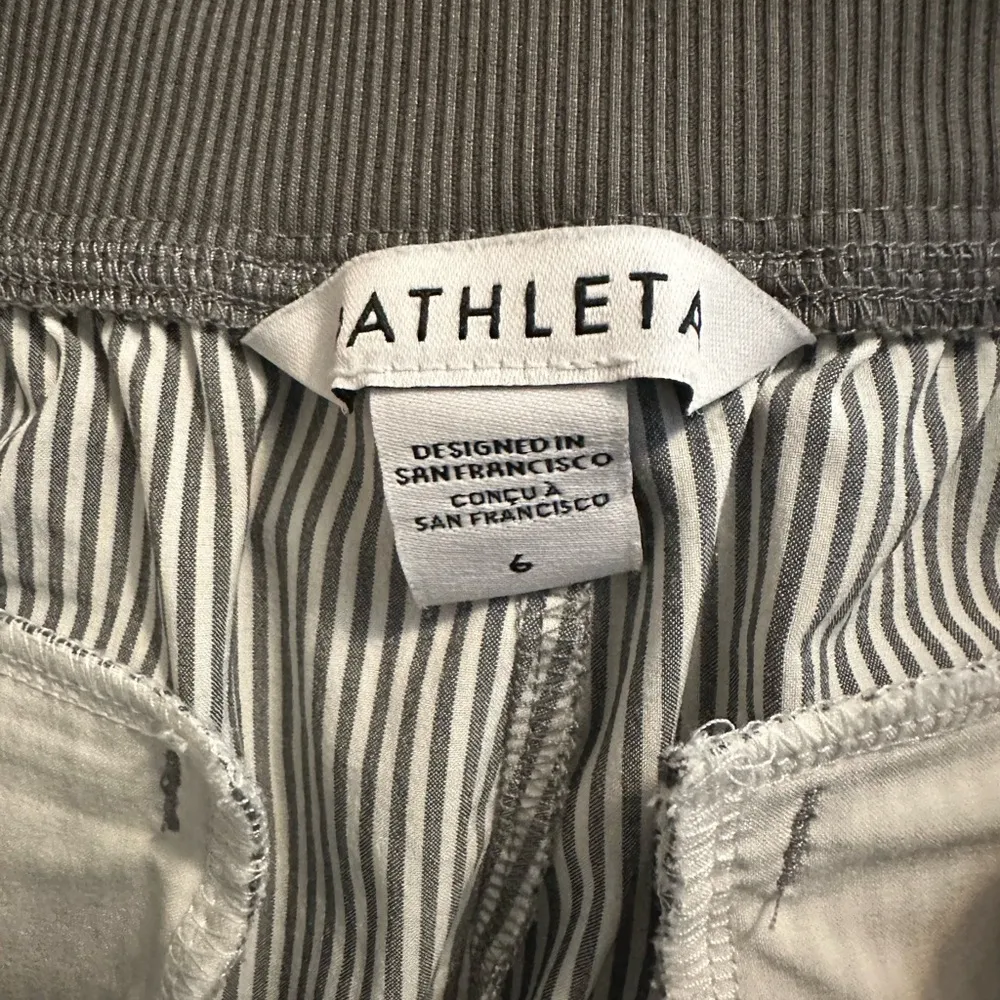 ATHLETA
DESIGNED IN
SAN FRANCISCO
CONÇU À
SAN FRANCISCO
6